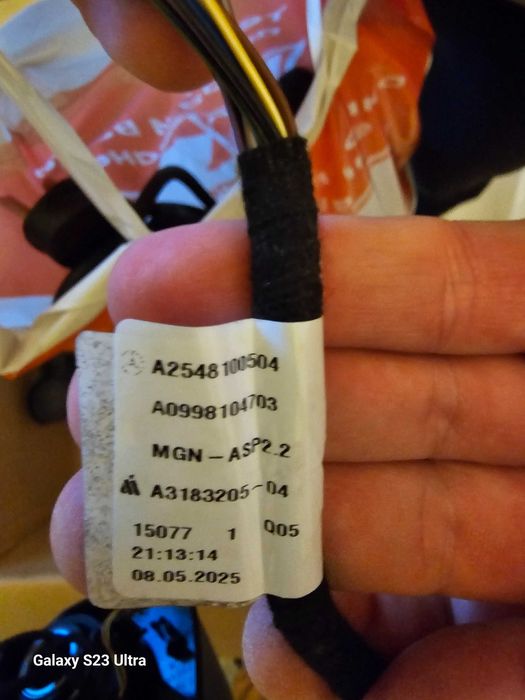 A2548100504
A0998104703
MGN-ASP2.2
A3183205-04
15077 1 Q05
21:13:14
08.05.2025
Galaxy S23 Ultra